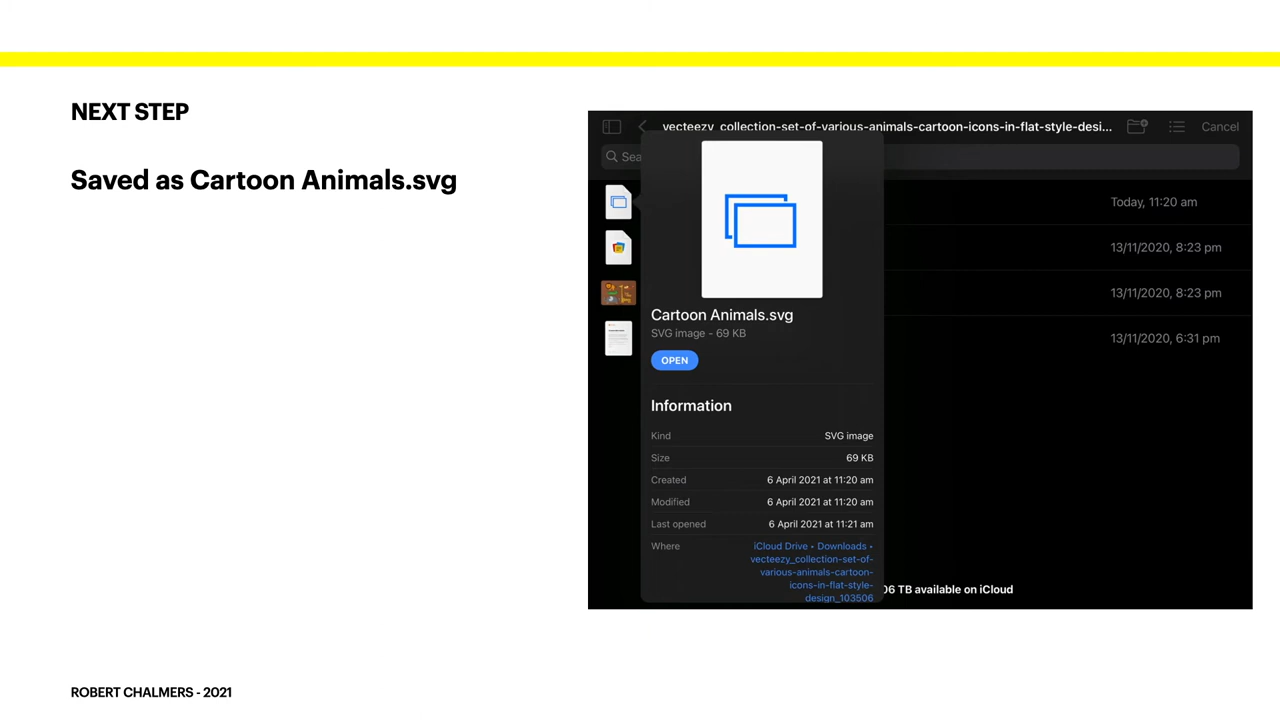 NEXT STEP
Saved as Cartoon Animals.svg
vecteezy_collection-set-of-various-animals-cartoon-icons-in-flat-style-desi...
Cancel
Sea
Today, 11:20 am
13/11/2020, 8:23 pm
13/11/2020, 8:23 pm
13/11/2020, 6:31 pm
Cartoon Animals.svg
SVG image - 69 KB
OPEN
Information
Kind SVG image
Size 69 KB
Created 6 April 2021 at 11:20 am
Modified 6 April 2021 at 11:20 am
Last opened 6 April 2021 at 11:21 am
Where iCloud Drive • Downloads •
vecteezy_collection-set-of-
various-animals-cartoon-
icons-in-flat-style-
design_103506
06 TB available on iCloud
ROBERT CHALMERS - 2021